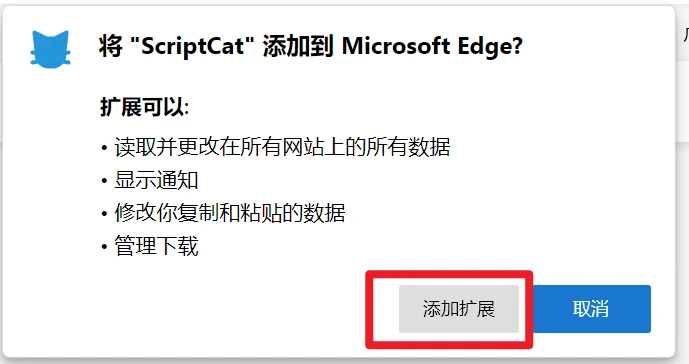 将 "ScriptCat" 添加到 Microsoft Edge?
扩展可以:
• 读取并更改在所有网站上的所有数据
• 显示通知
• 修改你复制和粘贴的数据
• 管理下载
添加扩展 取消